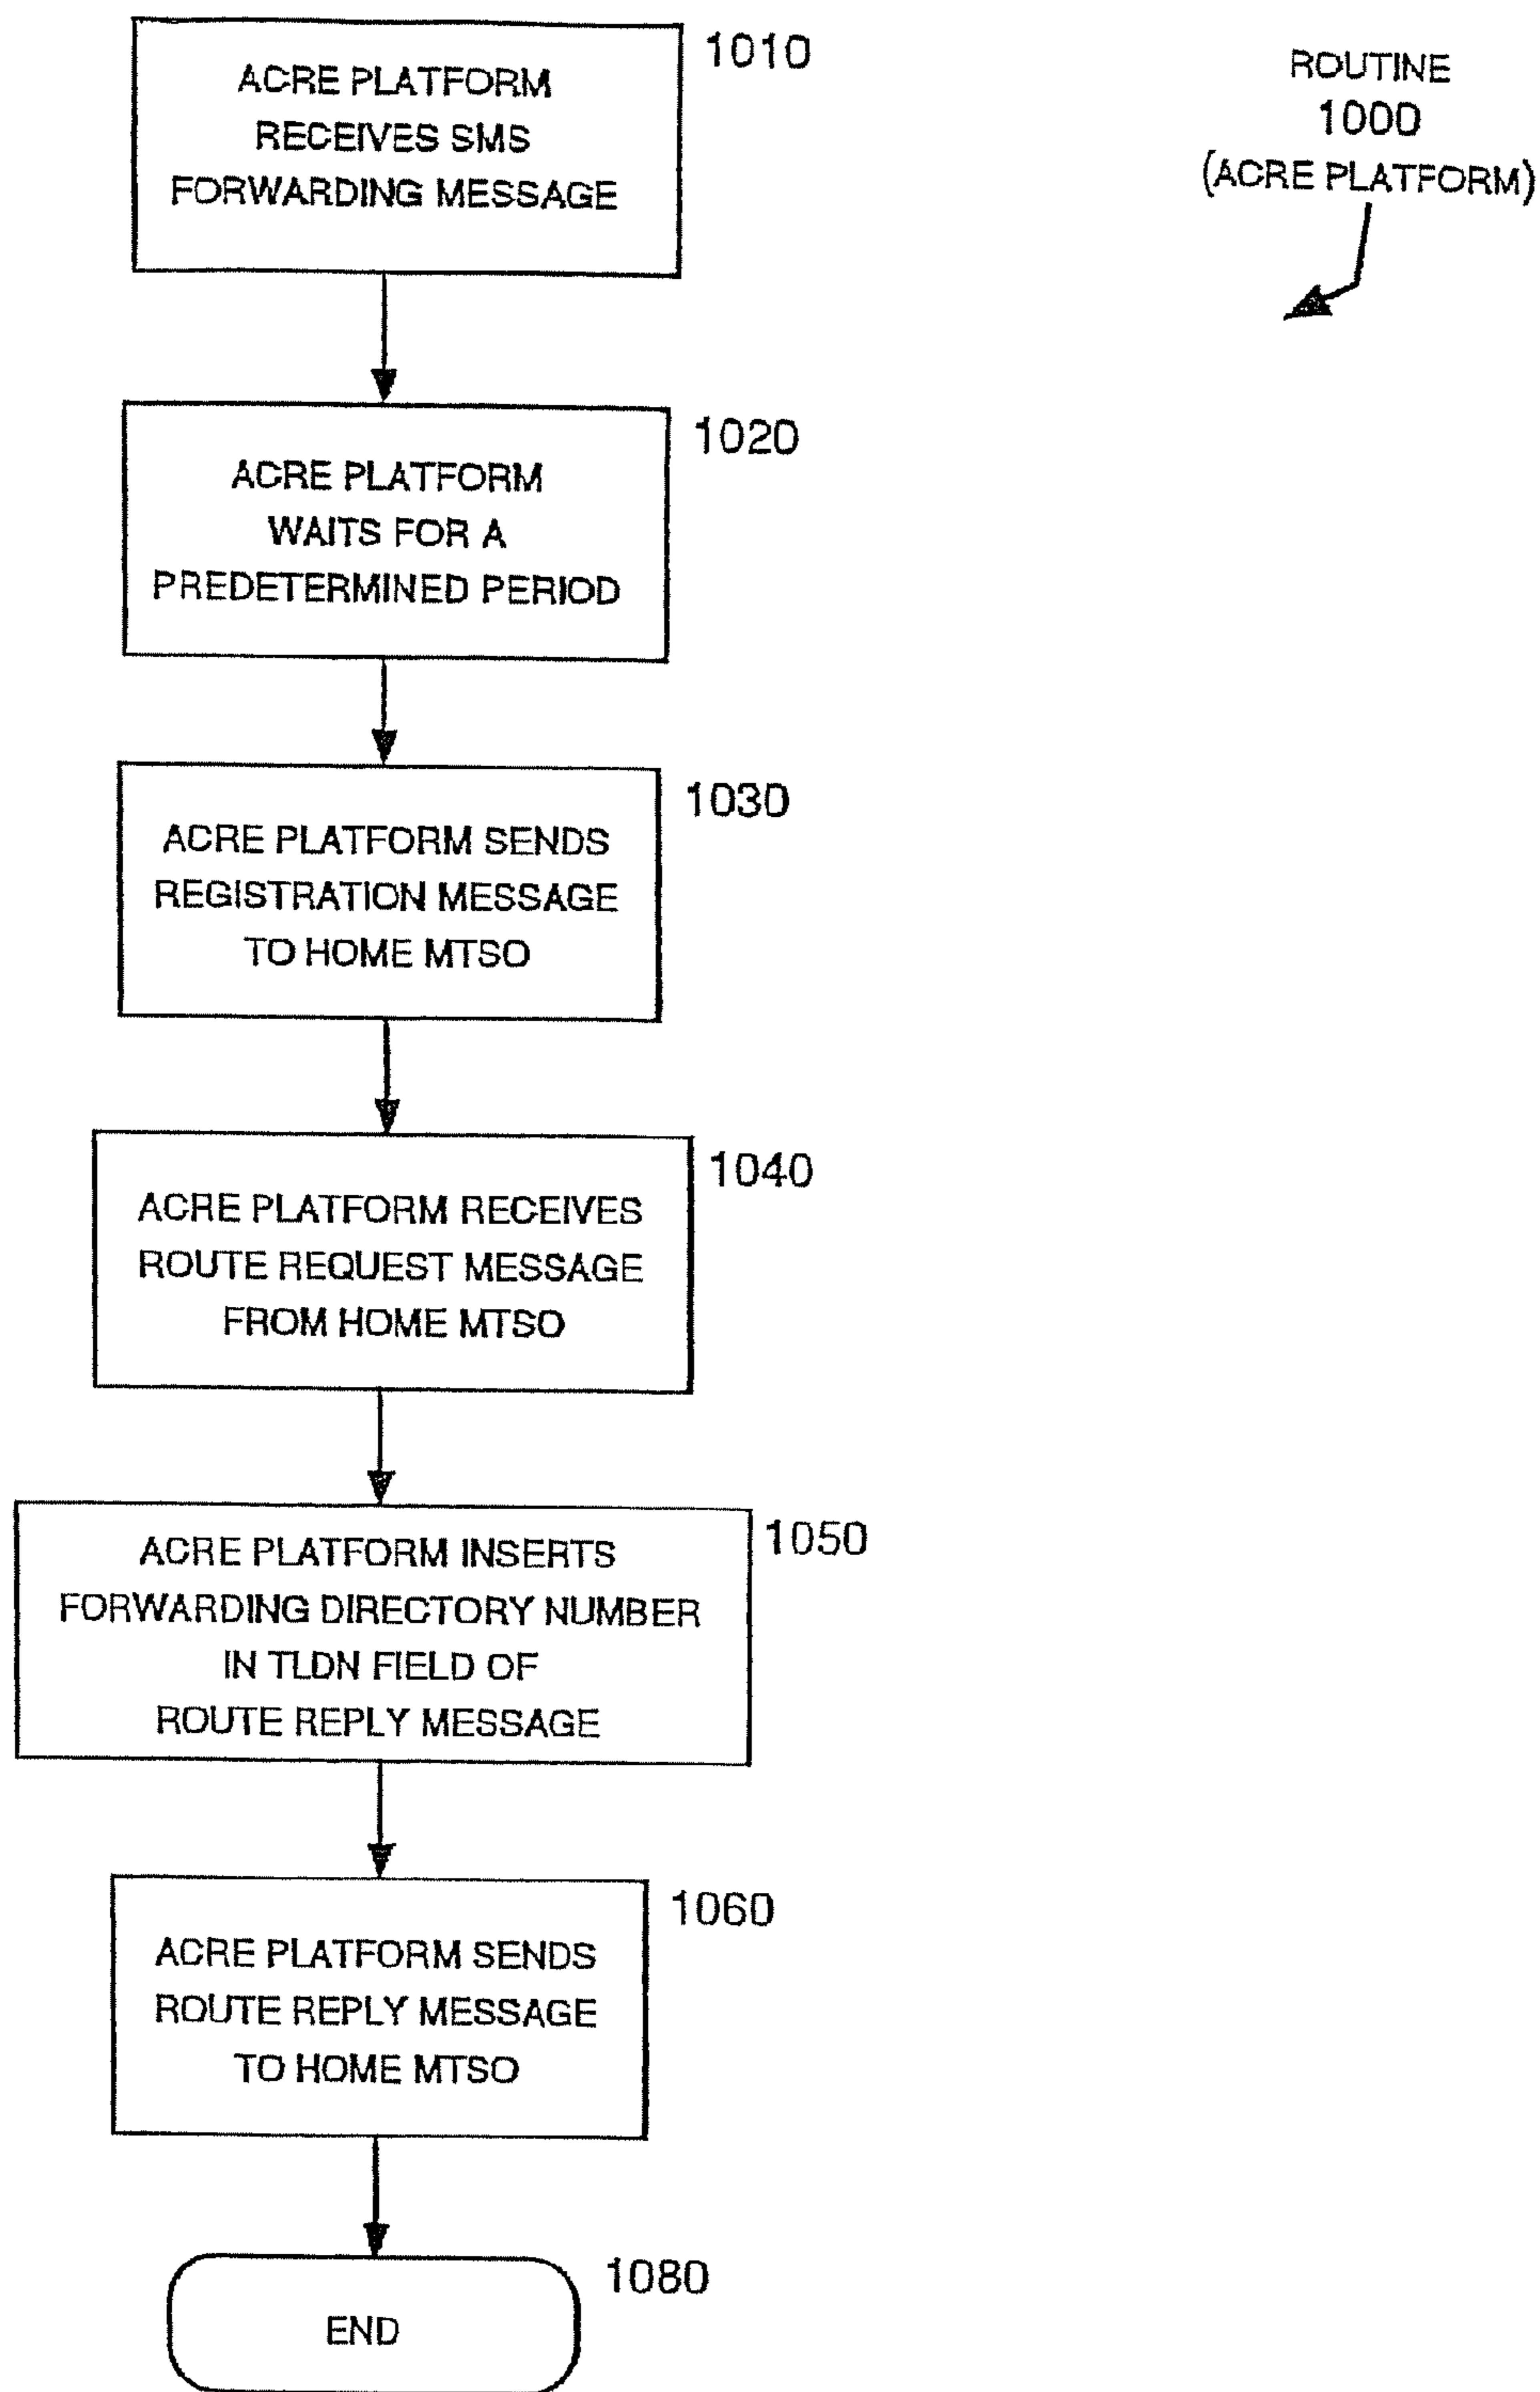 ACRE PLATFORM
RECEIVES SMS
FORWARDING MESSAGE
1010
ROUTINE
1000
(ACRE PLATFORM)
ACRE PLATFORM
WAITS FOR A
PREDETERMINED PERIOD
1020
ACRE PLATFORM SENDS
REGISTRATION MESSAGE
TO HOME MTSO
1030
ACRE PLATFORM RECEIVES
ROUTE REQUEST MESSAGE
FROM HOME MTSO
1040
ACRE PLATFORM INSERTS
FORWARDING DIRECTORY NUMBER
IN TLDN FIELD OF
ROUTE REPLY MESSAGE
1050
ACRE PLATFORM SENDS
ROUTE REPLY MESSAGE
TO HOME MTSO
1060
END
1080